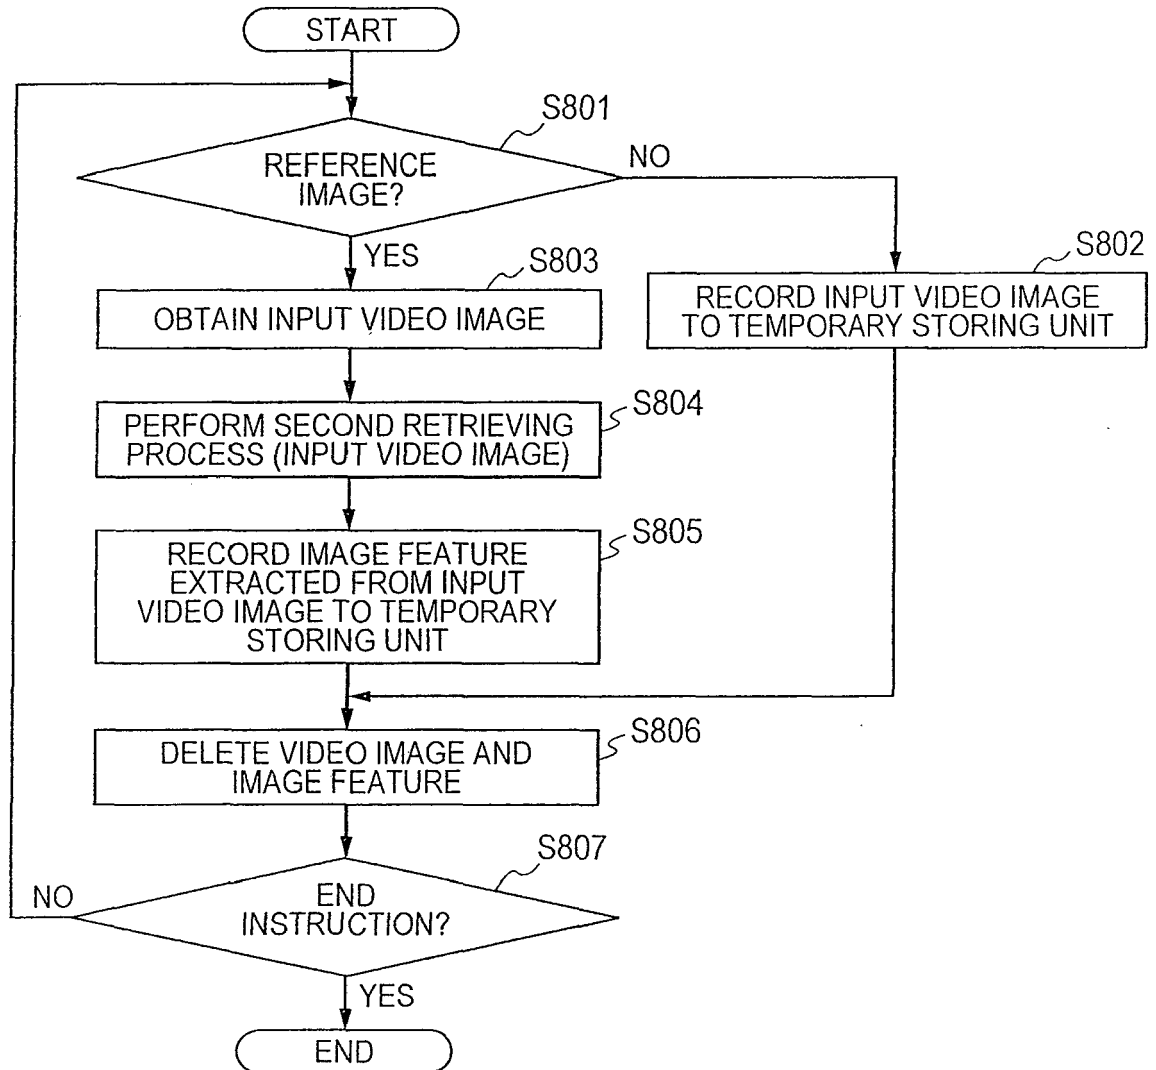 START
S801
REFERENCE
IMAGE?
NO
YES
S803
OBTAIN INPUT VIDEO IMAGE
S802
RECORD INPUT VIDEO IMAGE
TO TEMPORARY STORING UNIT
S804
PERFORM SECOND RETRIEVING
PROCESS (INPUT VIDEO IMAGE)
S805
RECORD IMAGE FEATURE
EXTRACTED FROM INPUT
VIDEO IMAGE TO TEMPORARY
STORING UNIT
S806
DELETE VIDEO IMAGE AND
IMAGE FEATURE
S807
NO
END
INSTRUCTION?
YES
END